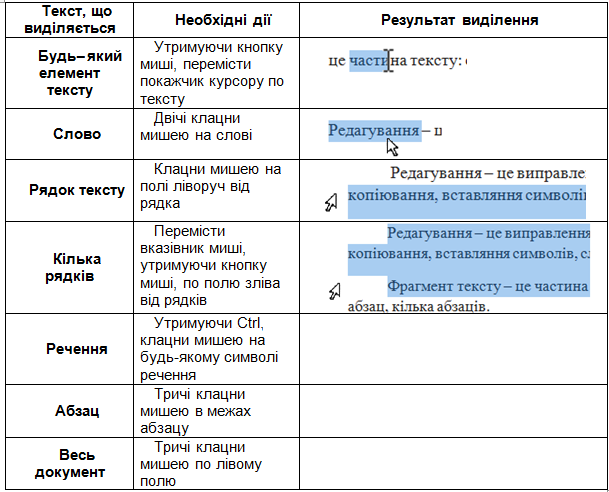 Текст, що
виділяється
Необхідні дії
Результат виділення
Будь–який
елемент
тексту
Утримуючи кнопку
миші, перемісти
покажчик курсору по
тексту
це частина тексту:
Слово
Двічі клацни
мишею на слові
Редагування –
Рядок тексту
Клацни мишею на
полі ліворуч від
рядка
Редагування – це виправле
копіювання, вставляння символі
Кілька
рядків
Перемісти
вказівник миші,
утримуючи кнопку
миші, по полю зліва
від рядків
Редагування – це виправлення
копіювання, вставляння символів, сл
Фрагмент тексту – це частина
абзац, кілька абзаців.
Речення
Утримуючи Ctrl,
клацни мишею на
будь-якому символі
речення
Абзац
Тричі клацни
мишею в межах
абзацу
Весь
документ
Тричі клацни
мишею по лівому
полю